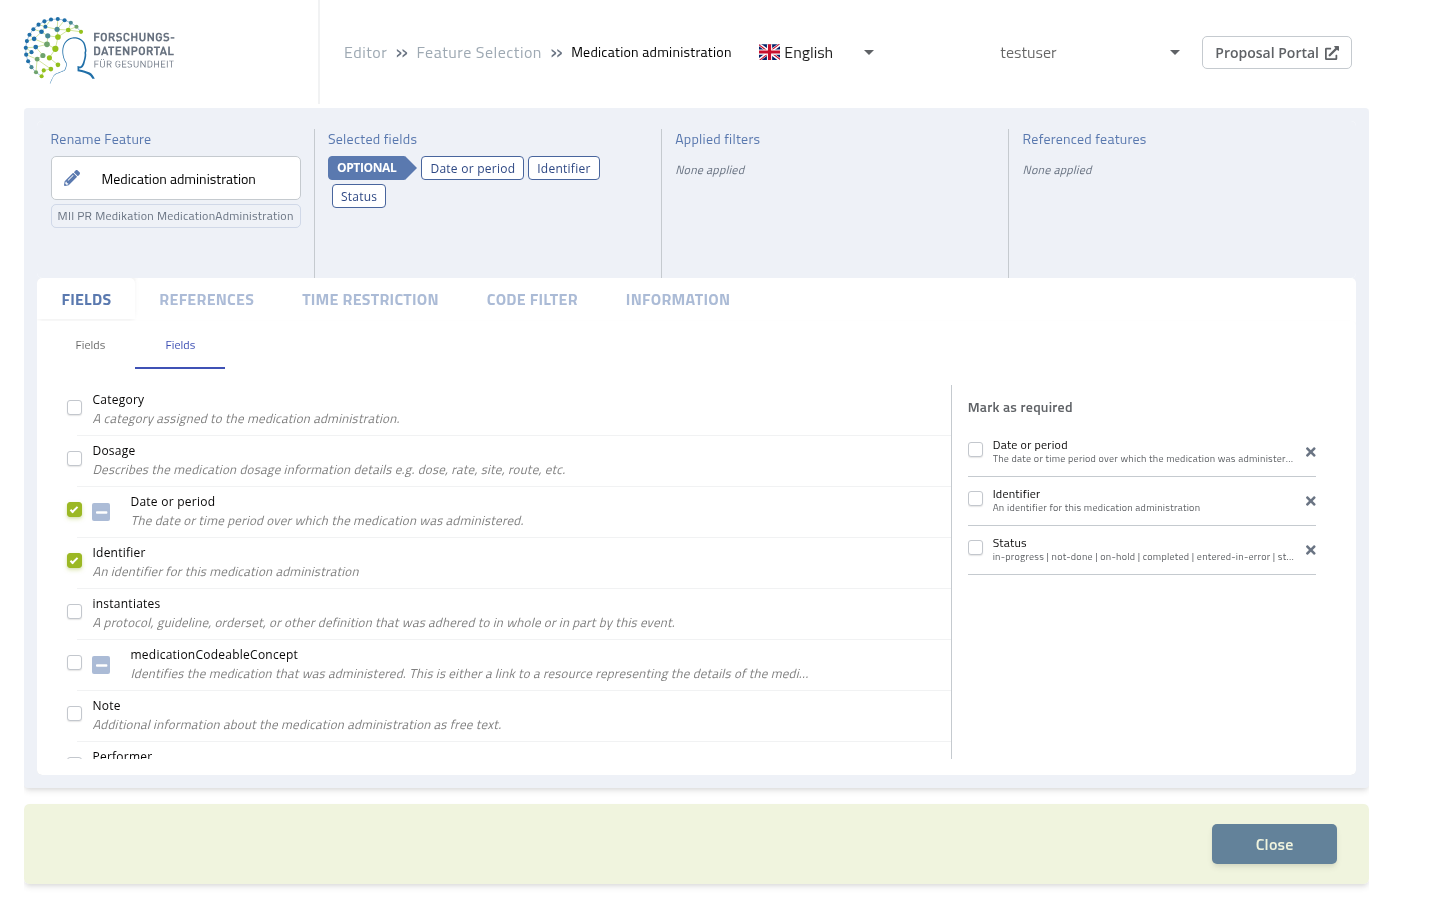 FORSCHUNGS-
DATENPORTAL
FÜR GESUNDHEIT
Editor >> Feature Selection >> Medication administration
English
testuser
Proposal Portal
Rename Feature
Medication administration
MII PR Medikation MedicationAdministration
Selected fields
OPTIONAL Date or period Identifier
Status
Applied filters
None applied
Referenced features
None applied
FIELDS REFERENCES TIME RESTRICTION CODE FILTER INFORMATION
Fields Fields
Category
A category assigned to the medication administration.
Dosage
Describes the medication dosage information details e.g. dose, rate, site, route, etc.
Date or period
The date or time period over which the medication was administered.
Identifier
An identifier for this medication administration
instantiates
A protocol, guideline, orderset, or other definition that was adhered to in whole or in part by this event.
medicationCodeableConcept
Identifies the medication that was administered. This is either a link to a resource representing the details of the medi...
Note
Additional information about the medication administration as free text.
Performer
Mark as required
Date or period
The date or time period over which the medication was administer...
Identifier
An identifier for this medication administration
Status
in-progress | not-done | on-hold | completed | entered-in-error | st...
Close